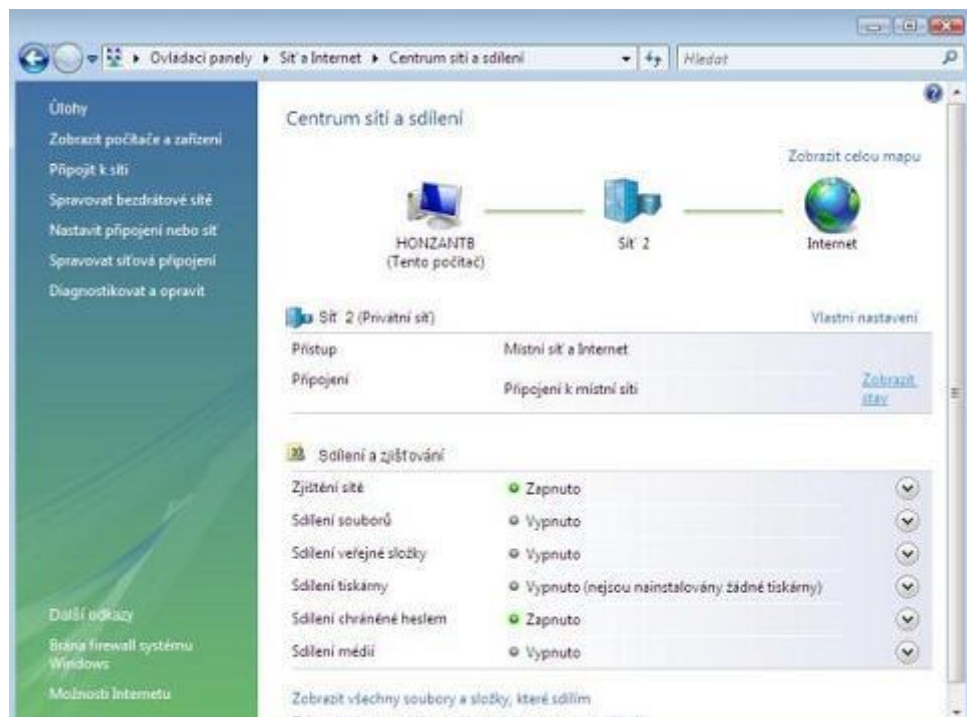 Ovládací panely ▸ Síť a Internet ▸ Centrum sítí a sdílení
Hledat
Úlohy
Zobrazit počítače a zařízení
Připojit k síti
Spravovat bezdrátové sítě
Nastavit připojení nebo síť
Spravovat síťová připojení
Diagnostikovat a opravit
Další odkazy
Brána firewall systému
Windows
Možnosti Internetu
Centrum sítí a sdílení
Zobrazit celou mapu
HONZANTB
(Tento počítač)
Síť 2
Internet
Síť 2 (Privátní síť)
Vlastní nastavení
Přístup
Místní síť a Internet
Připojení
Připojení k místní síti
Zobrazit
stav
Sdílení a zjišťování
Zjištění sítě
Zapnuto
Sdílení souborů
Vypnuto
Sdílení veřejné složky
Vypnuto
Sdílení tiskárny
Vypnuto (nejsou nainstalovány žádné tiskárny)
Sdílení chráněné heslem
Zapnuto
Sdílení médií
Vypnuto
Zobrazit všechny soubory a složky, které sdílím